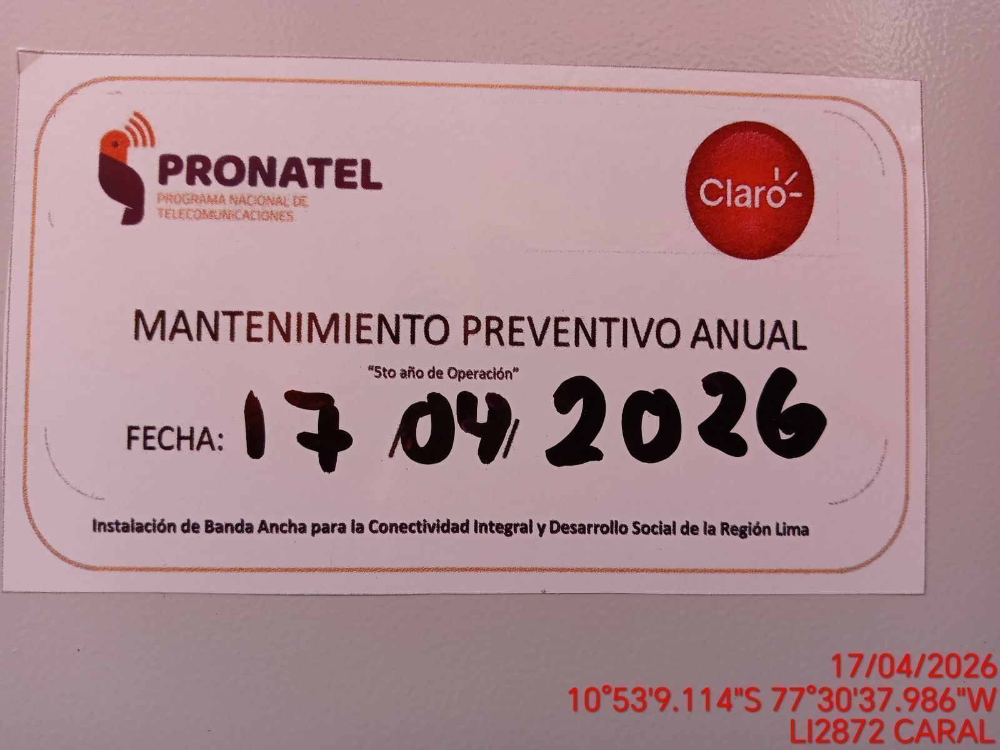 PRONATEL
PROGRAMA NACIONAL DE
TELECOMUNICACIONES
Claro
MANTENIMIENTO PREVENTIVO ANUAL
"5to año de Operación"
FECHA: 17/04/2026
Instalación de Banda Ancha para la Conectividad Integral y Desarrollo Social de la Región Lima
17/04/2026
10°53'9.114"S 77°30'37.986"W
LI2872 CARAL